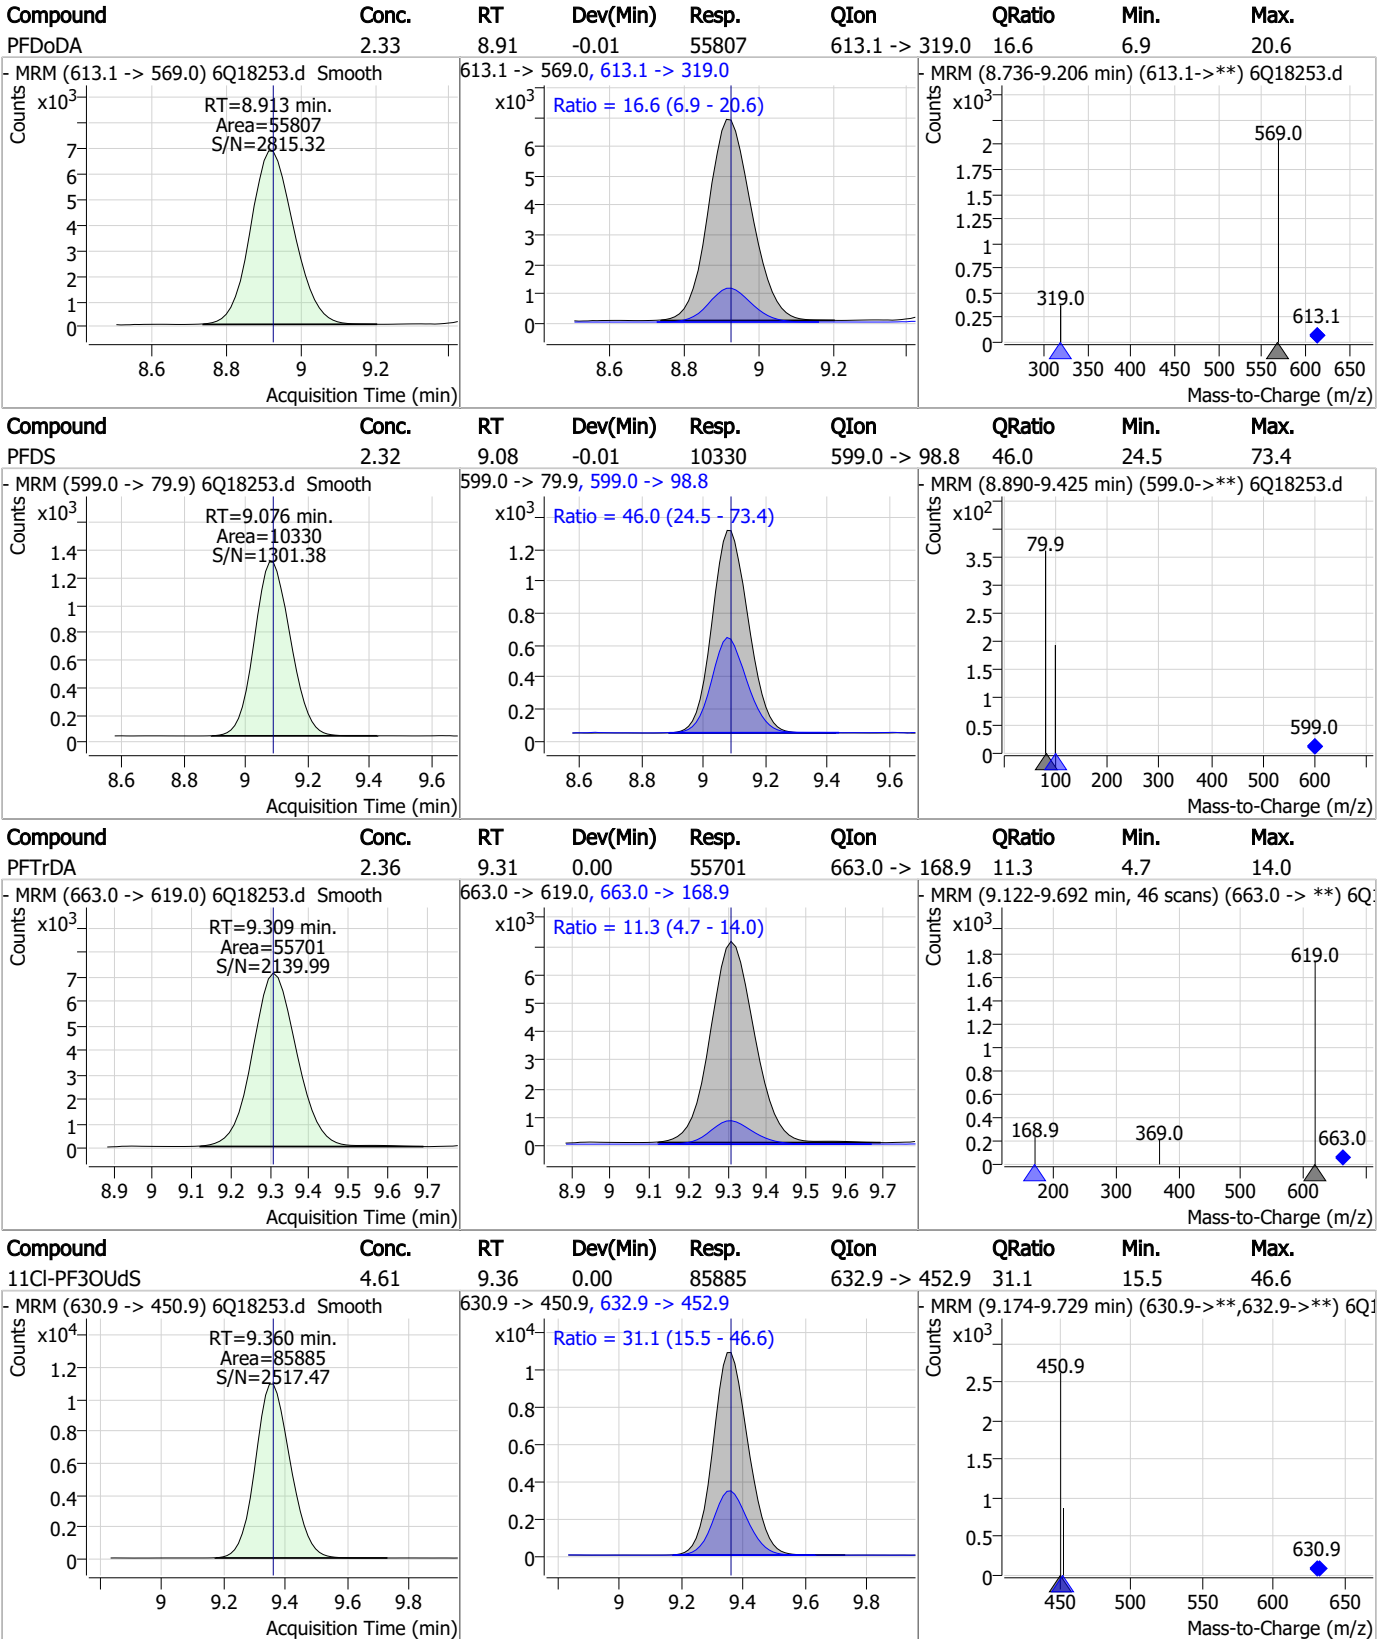 Compound Conc. RT Dev(Min) Resp. QIon QRatio Min. Max.
PFDoDA 2.33 8.91 -0.01 55807 613.1 -> 319.0 16.6 6.9 20.6
- MRM (613.1 -> 569.0) 6Q18253.d Smooth
Counts
x10³
RT=8.913 min.
Area=55807
S/N=2815.32
7
6
5
4
3
2
1
0
8.6 8.8 9 9.2
Acquisition Time (min)
613.1 -> 569.0, 613.1 -> 319.0
x10³
Ratio = 16.6 (6.9 - 20.6)
6
5
4
3
2
1
0
8.6 8.8 9 9.2
- MRM (8.736-9.206 min) (613.1->**) 6Q18253.d
Counts
x10³
569.0
2
1.75
1.5
1.25
1
0.75
0.5
0.25
0
319.0
613.1
300 350 400 450 500 550 600 650
Mass-to-Charge (m/z)
Compound Conc. RT Dev(Min) Resp. QIon QRatio Min. Max.
PFDS 2.32 9.08 -0.01 10330 599.0 -> 98.8 46.0 24.5 73.4
- MRM (599.0 -> 79.9) 6Q18253.d Smooth
Counts
x10³
RT=9.076 min.
Area=10330
S/N=1301.38
1.4
1.2
1
0.8
0.6
0.4
0.2
0
8.6 8.8 9 9.2 9.4 9.6
Acquisition Time (min)
599.0 -> 79.9, 599.0 -> 98.8
x10³
Ratio = 46.0 (24.5 - 73.4)
1.2
1
0.8
0.6
0.4
0.2
0
8.6 8.8 9 9.2 9.4 9.6
- MRM (8.890-9.425 min) (599.0->**) 6Q18253.d
Counts
x10²
79.9
3.5
3
2.5
2
1.5
1
0.5
0
599.0
100 200 300 400 500 600
Mass-to-Charge (m/z)
Compound Conc. RT Dev(Min) Resp. QIon QRatio Min. Max.
PFTrDA 2.36 9.31 0.00 55701 663.0 -> 168.9 11.3 4.7 14.0
- MRM (663.0 -> 619.0) 6Q18253.d Smooth
Counts
x10³
RT=9.309 min.
Area=55701
S/N=2139.99
7
6
5
4
3
2
1
0
8.9 9 9.1 9.2 9.3 9.4 9.5 9.6 9.7
Acquisition Time (min)
663.0 -> 619.0, 663.0 -> 168.9
x10³
Ratio = 11.3 (4.7 - 14.0)
6
5
4
3
2
1
0
8.9 9 9.1 9.2 9.3 9.4 9.5 9.6 9.7
- MRM (9.122-9.692 min, 46 scans) (663.0 -> **) 6Q1
Counts
x10³
619.0
1.8
1.6
1.4
1.2
1
0.8
0.6
0.4
0.2
0
168.9
369.0
663.0
200 300 400 500 600
Mass-to-Charge (m/z)
Compound Conc. RT Dev(Min) Resp. QIon QRatio Min. Max.
11Cl-PF3OUdS 4.61 9.36 0.00 85885 632.9 -> 452.9 31.1 15.5 46.6
- MRM (630.9 -> 450.9) 6Q18253.d Smooth
Counts
x10⁴
RT=9.360 min.
Area=85885
S/N=2517.47
1.2
1
0.8
0.6
0.4
0.2
0
9 9.2 9.4 9.6 9.8
Acquisition Time (min)
630.9 -> 450.9, 632.9 -> 452.9
x10⁴
Ratio = 31.1 (15.5 - 46.6)
1
0.8
0.6
0.4
0.2
0
9 9.2 9.4 9.6 9.8
- MRM (9.174-9.729 min) (630.9->**,632.9->**) 6Q1
Counts
x10³
450.9
2.5
2
1.5
1
0.5
0
630.9
450 500 550 600 650
Mass-to-Charge (m/z)